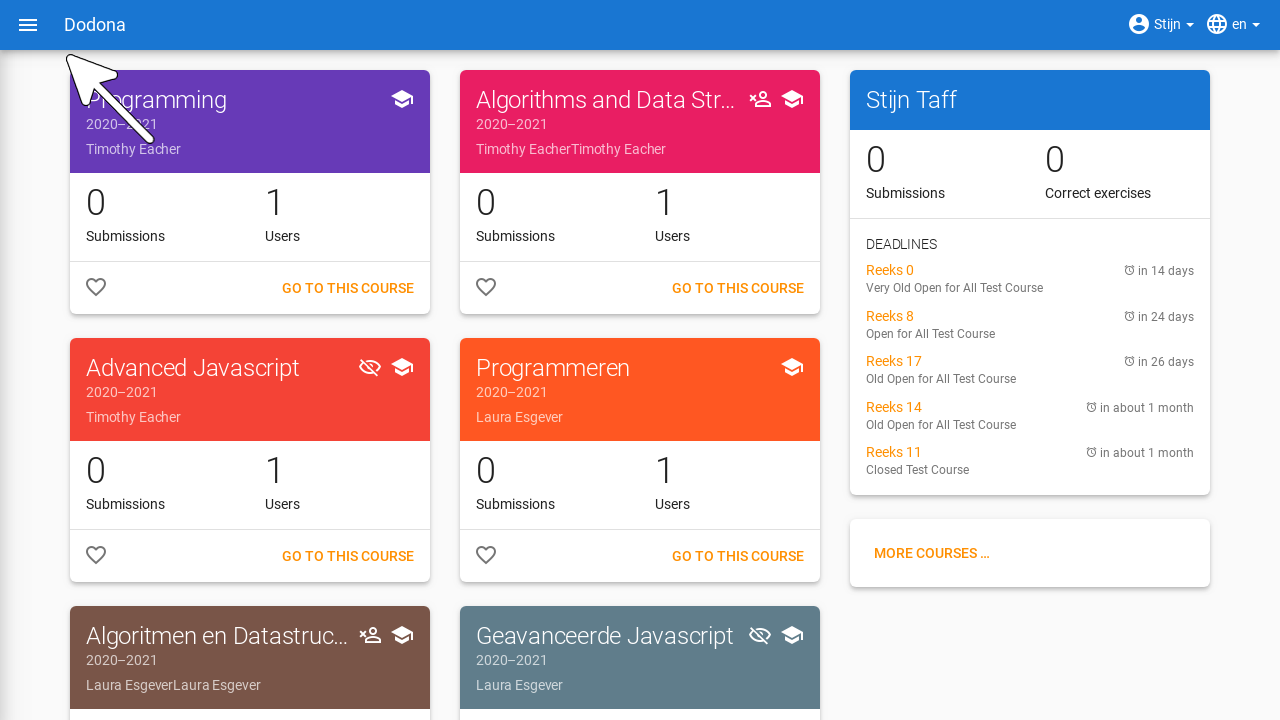 Dodona
Stijn
en
Programming
2020–2021
Timothy Eacher
0
1
Submissions
Users
GO TO THIS COURSE
Algorithms and Data Str...
2020–2021
Timothy EacherTimothy Eacher
0
1
Submissions
Users
GO TO THIS COURSE
Stijn Taff
0
0
Submissions
Correct exercises
DEADLINES
Reeks 0
in 14 days
Very Old Open for All Test Course
Reeks 8
in 24 days
Open for All Test Course
Reeks 17
in 26 days
Old Open for All Test Course
Reeks 14
in about 1 month
Old Open for All Test Course
Reeks 11
in about 1 month
Closed Test Course
MORE COURSES ...
Advanced Javascript
2020–2021
Timothy Eacher
0
1
Submissions
Users
GO TO THIS COURSE
Programmeren
2020–2021
Laura Esgever
0
1
Submissions
Users
GO TO THIS COURSE
Algoritmen en Datastruc...
2020–2021
Laura EsgeverLaura Esgever
Geavanceerde Javascript
2020–2021
Laura Esgever